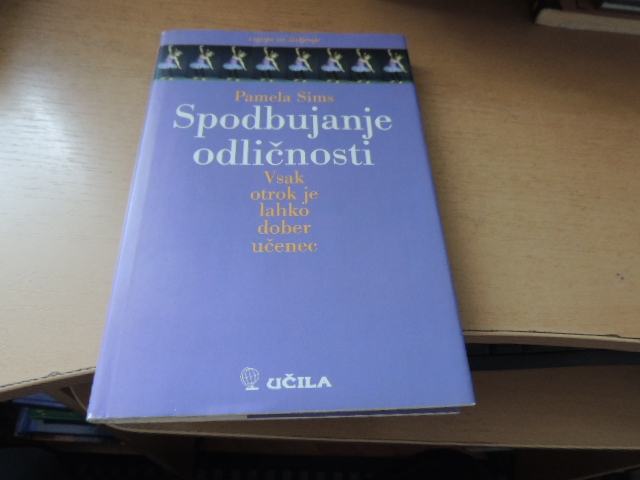 Pamela Sims
Spodbujanje
odličnosti
Vsak
otrok je
lahko
dober
učenec
UČILA